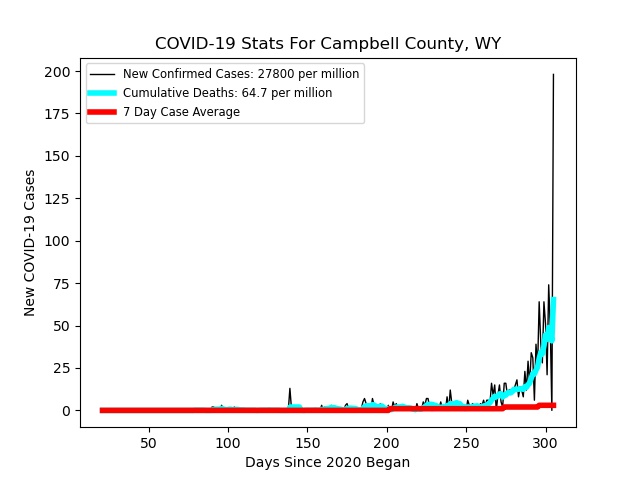 COVID-19 Stats For Campbell County, WY
New Confirmed Cases: 27800 per million
Cumulative Deaths: 64.7 per million
7 Day Case Average
200
175
150
125
100
75
50
25
0
New COVID-19 Cases
50 100 150 200 250 300
Days Since 2020 Began